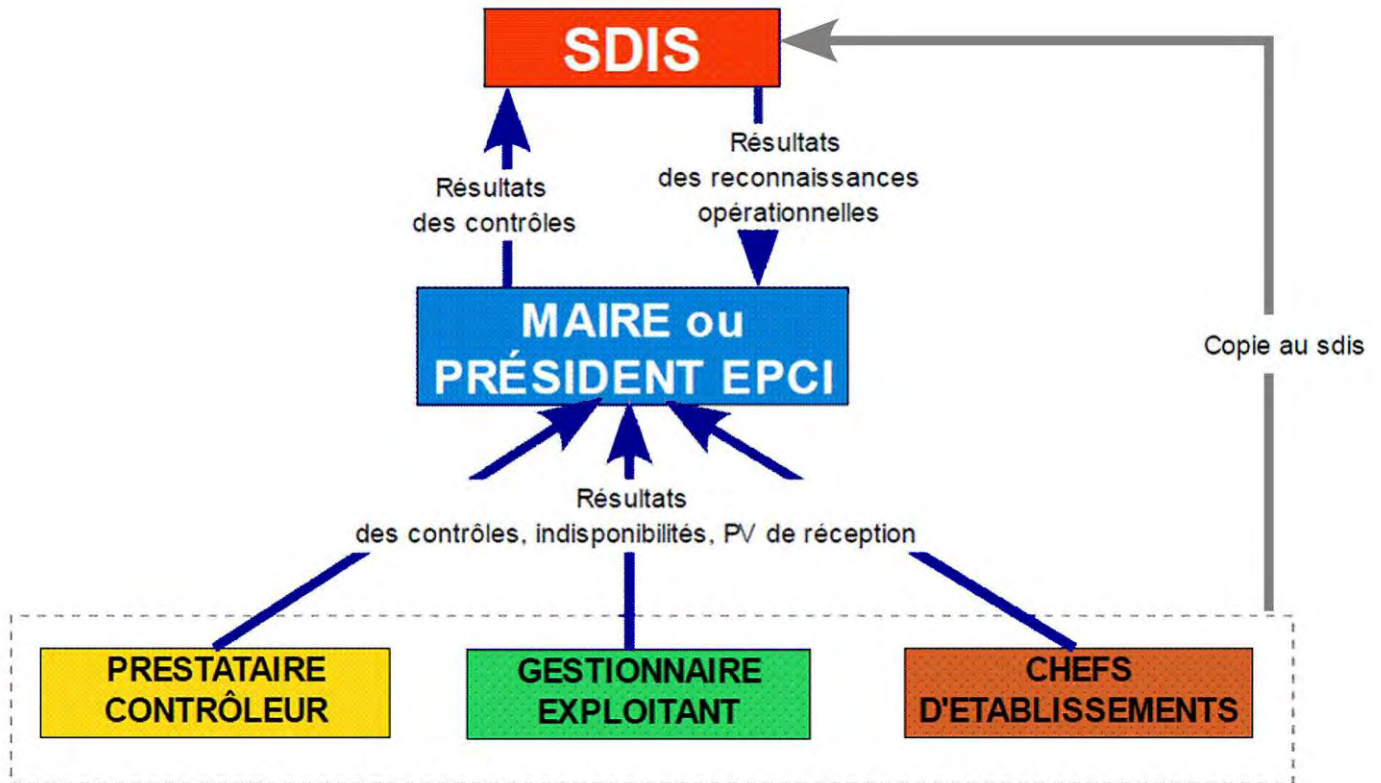 SDIS
Résultats
des contrôles
Résultats
des reconnaissances
opérationnelles
MAIRE ou
PRÉSIDENT EPCI
Copie au sdis
Résultats
des contrôles, indisponibilités, PV de réception
PRESTATAIRE
CONTRÔLEUR
GESTIONNAIRE
EXPLOITANT
CHEFS
D'ETABLISSEMENTS